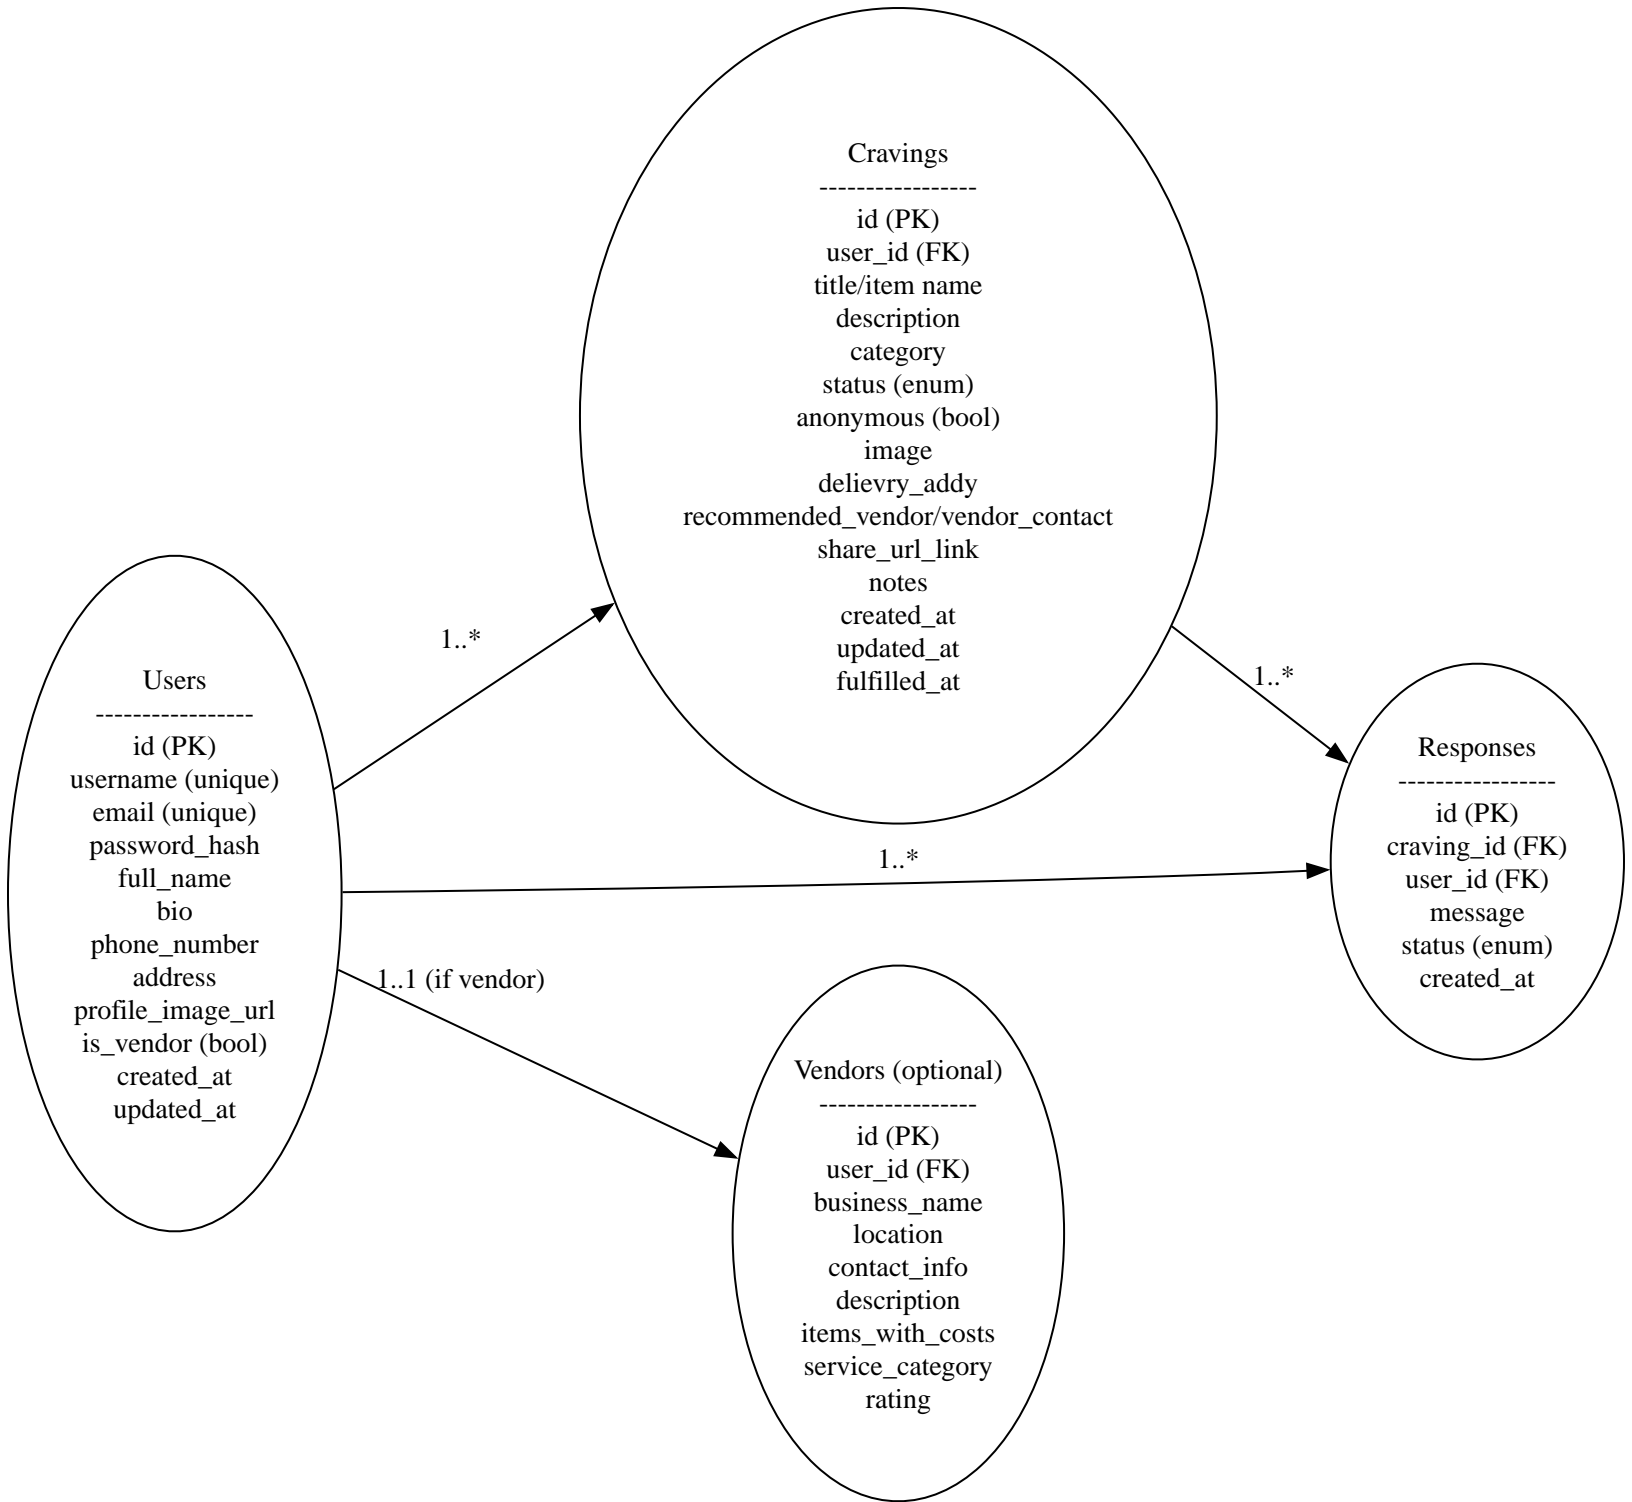 Cravings
-----------------
id (PK)
user_id (FK)
title/item name
description
category
status (enum)
anonymous (bool)
image
delievry_addy
recommended_vendor/vendor_contact
share_url_link
notes
created_at
updated_at
fulfilled_at
1..*
Users
-----------------
id (PK)
username (unique)
email (unique)
password_hash
full_name
bio
phone_number
address
profile_image_url
is_vendor (bool)
created_at
updated_at
1..*
1..*
1..1 (if vendor)
Responses
-----------------
id (PK)
craving_id (FK)
user_id (FK)
message
status (enum)
created_at
Vendors (optional)
-----------------
id (PK)
user_id (FK)
business_name
location
contact_info
description
items_with_costs
service_category
rating